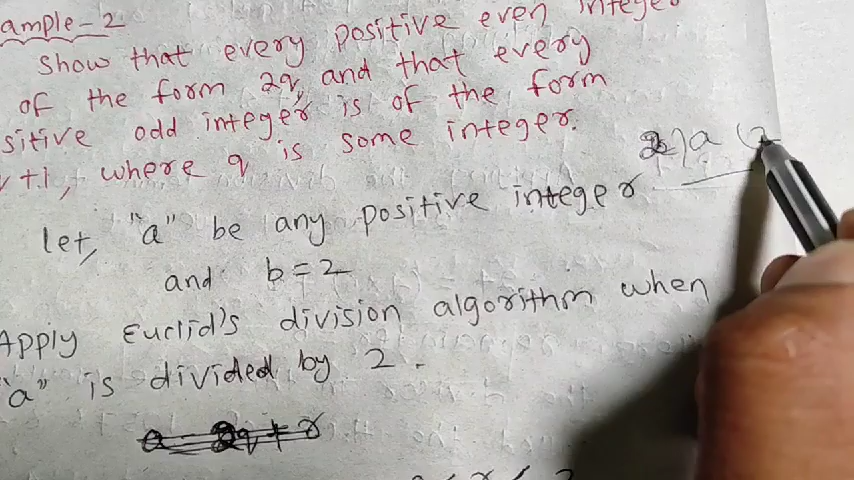 ample-2
Show that every positive even intege
of the form 2q, and that every
sitive odd integer is of the form
+1, where q is some integer.
2)a(
let, "a" be any positive integer
and b=2
Apply Euclid's division algorithm when
"a" is divided by 2.
a 2q+r